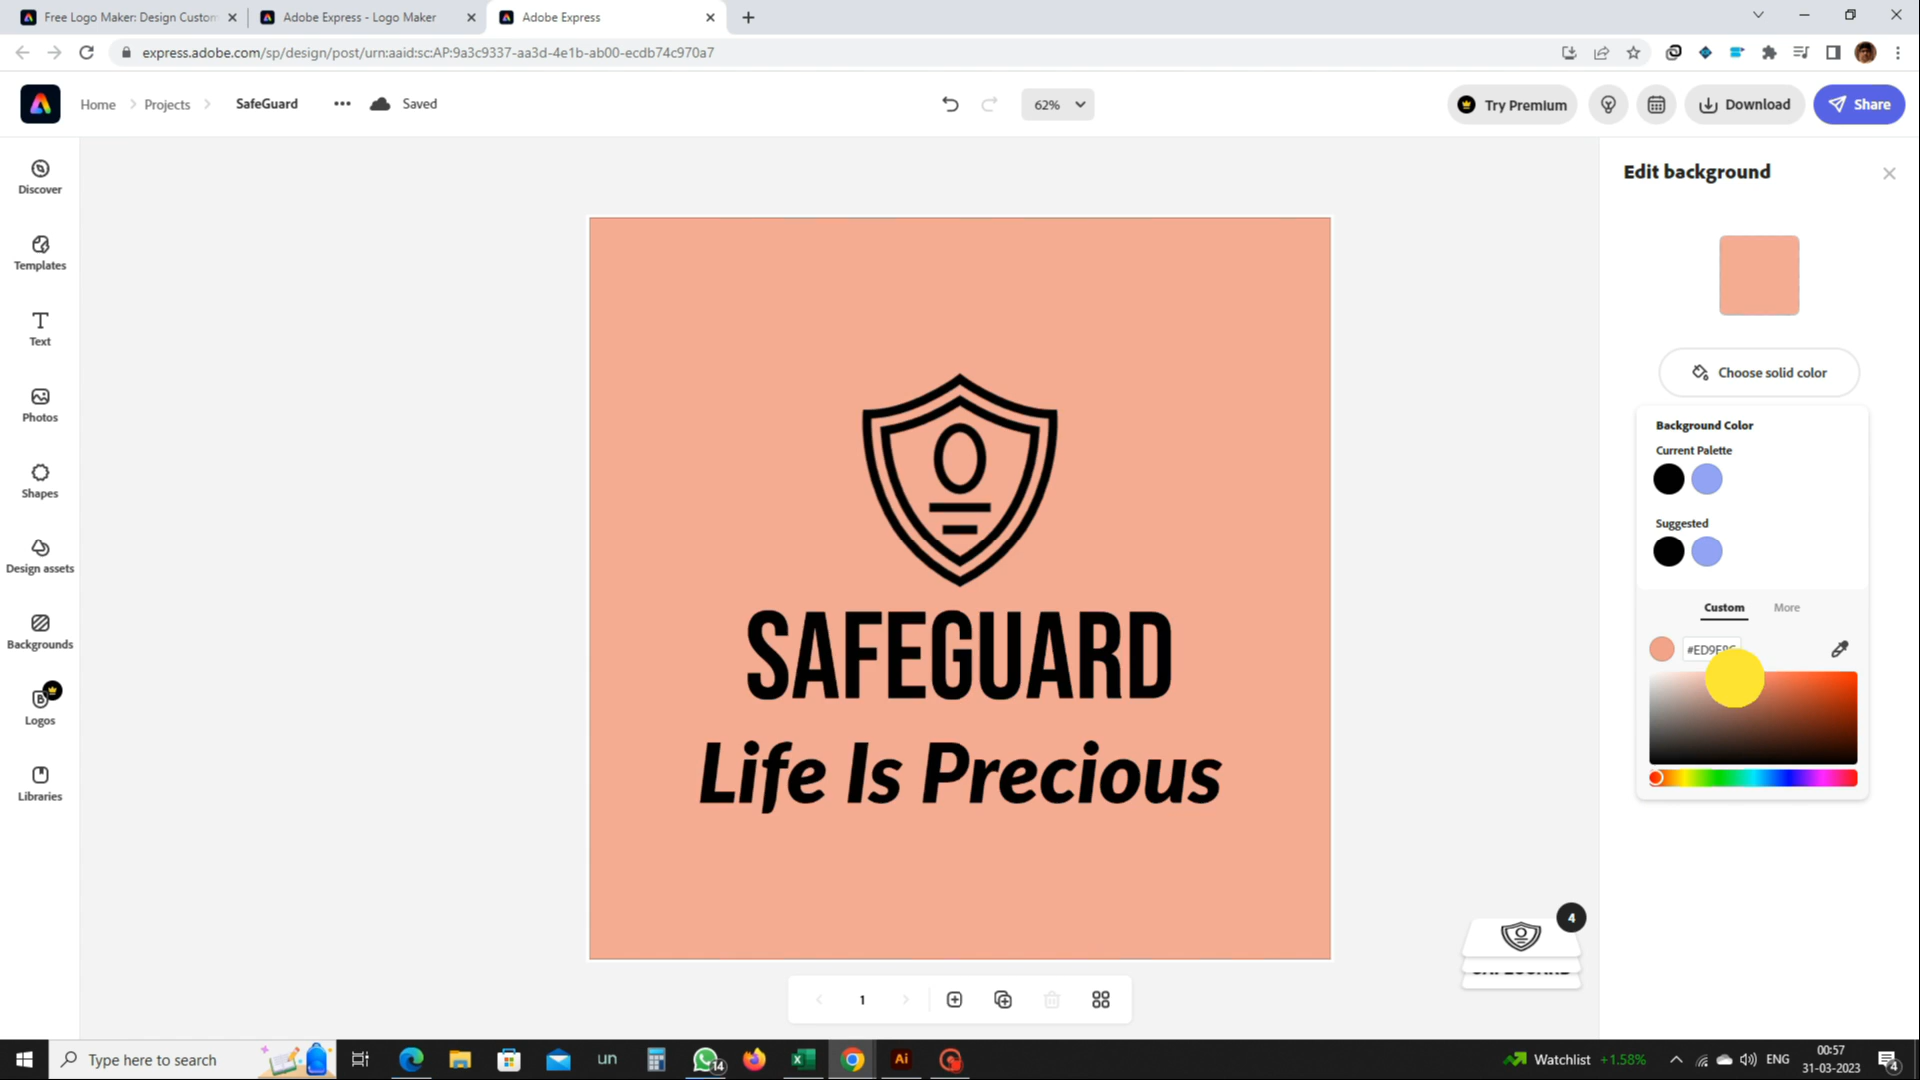 Free Logo Maker: Design Custom
Adobe Express - Logo Maker
Adobe Express
express.adobe.com/sp/design/post/urn:aaid:sc:AP:9a3c9337-aa3d-4e1b-ab00-ecdb74c970a7
Home
Projects
SafeGuard
Saved
62%
Try Premium
Download
Share
Discover
Templates
Text
Photos
Shapes
Design assets
Backgrounds
Logos
Libraries
SAFEGUARD
Life Is Precious
Edit background
Choose solid color
Background Color
Current Palette
Suggested
Custom
More
4
1
Type here to search
un
14
Ai
Watchlist +1.58%
ENG
00:57
31-03-2023
4